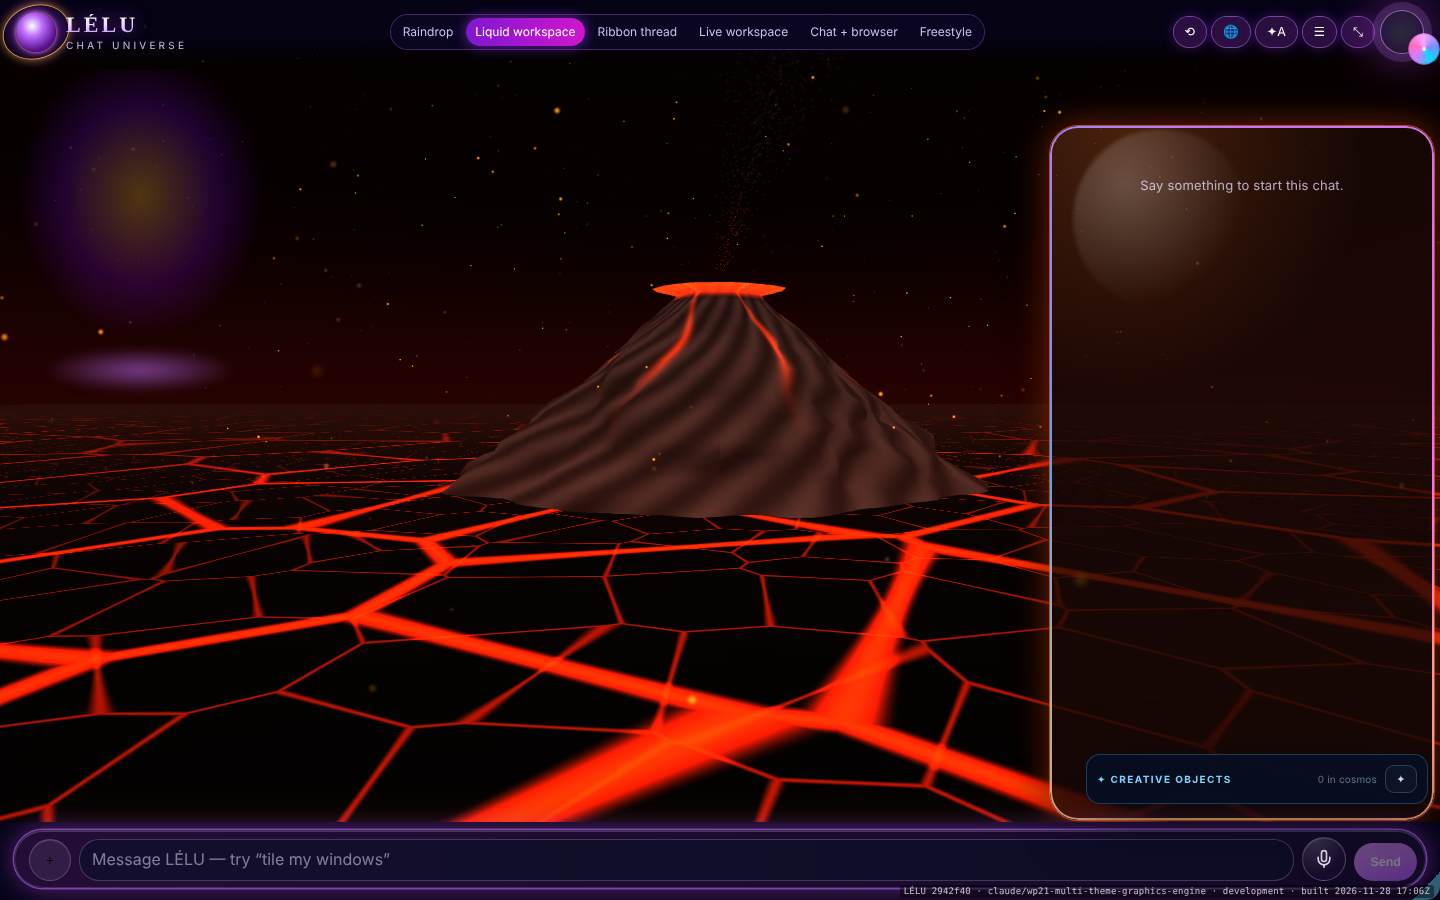 LÉLU
CHAT UNIVERSE
Raindrop
Liquid workspace
Ribbon thread
Live workspace
Chat + browser
Freestyle
✦A
Say something to start this chat.
✦ CREATIVE OBJECTS
0 in cosmos
Message LÉLU — try “tile my windows”
Send
LÉLU 2942f40 · claude/wp21-multi-theme-graphics-engine · development · built 2026-11-28 17:06Z